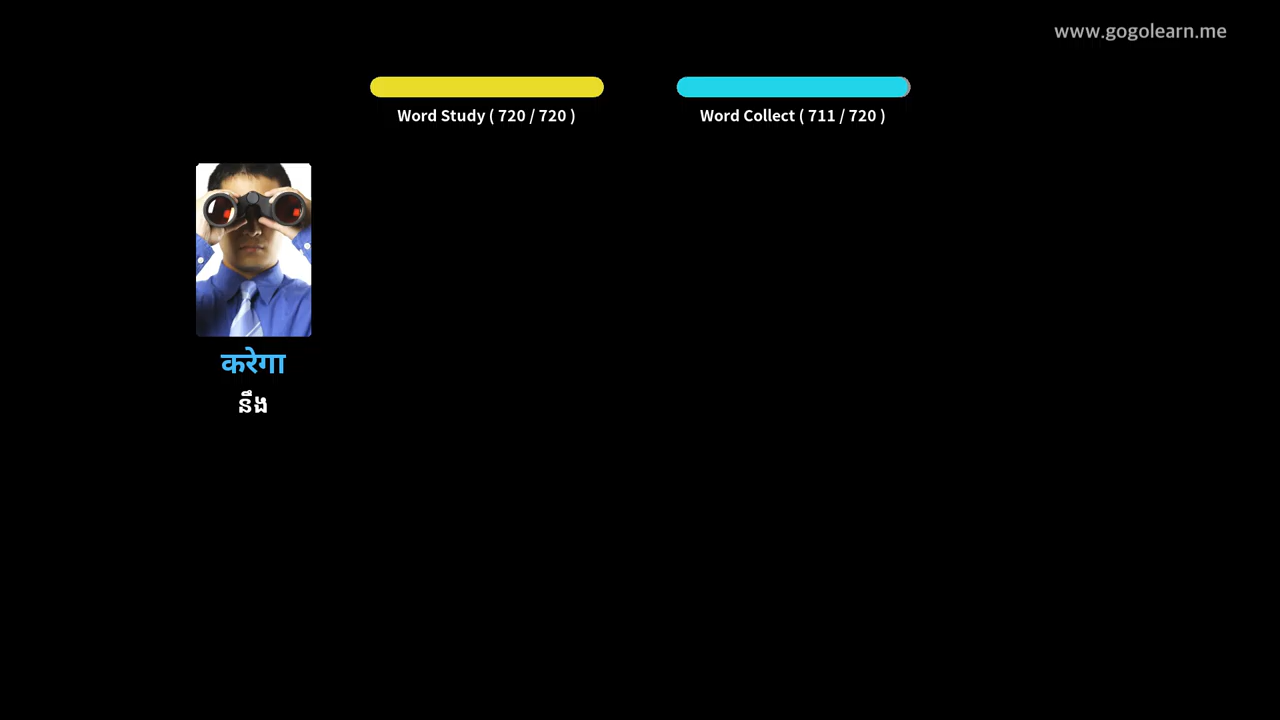 www.gogolearn.me
Word Study ( 720 / 720 )
Word Collect ( 711 / 720 )
करेगा
នឹង